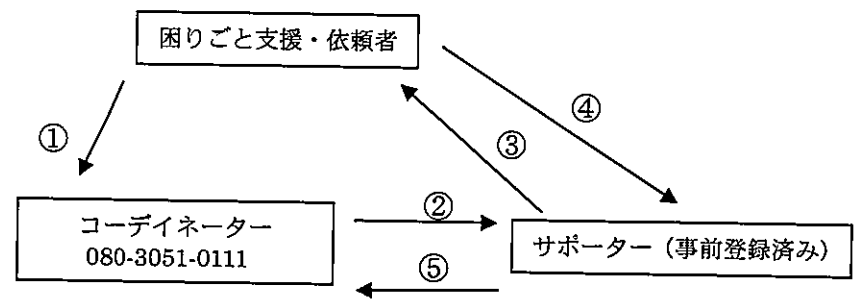 困りごと支援・依頼者
①
④
③
②
コーデイネーター
080-3051-0111
サポーター（事前登録済み）
⑤